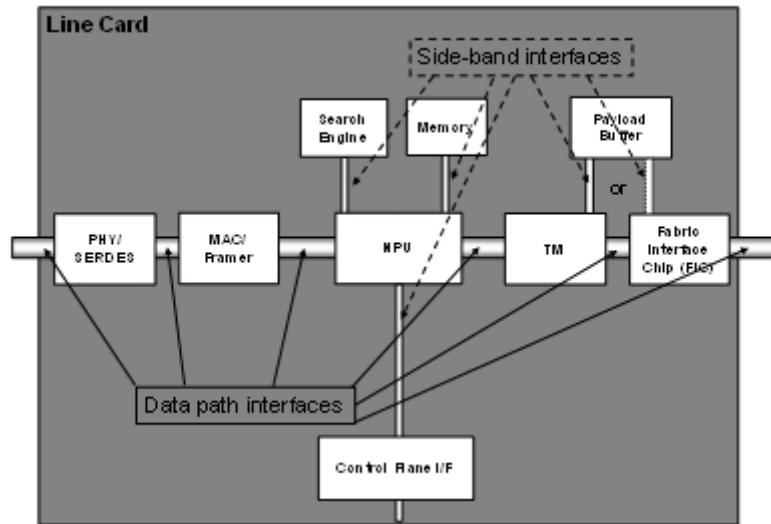 Line Card
Side-band interfaces
Search
Engine
Memory
Payload
Buffer
or
PHY/
SERDES
MAC/
Framer
NPU
TM
Fabric
Interface
Chip (FIC)
Data path interfaces
Control Plane I/F